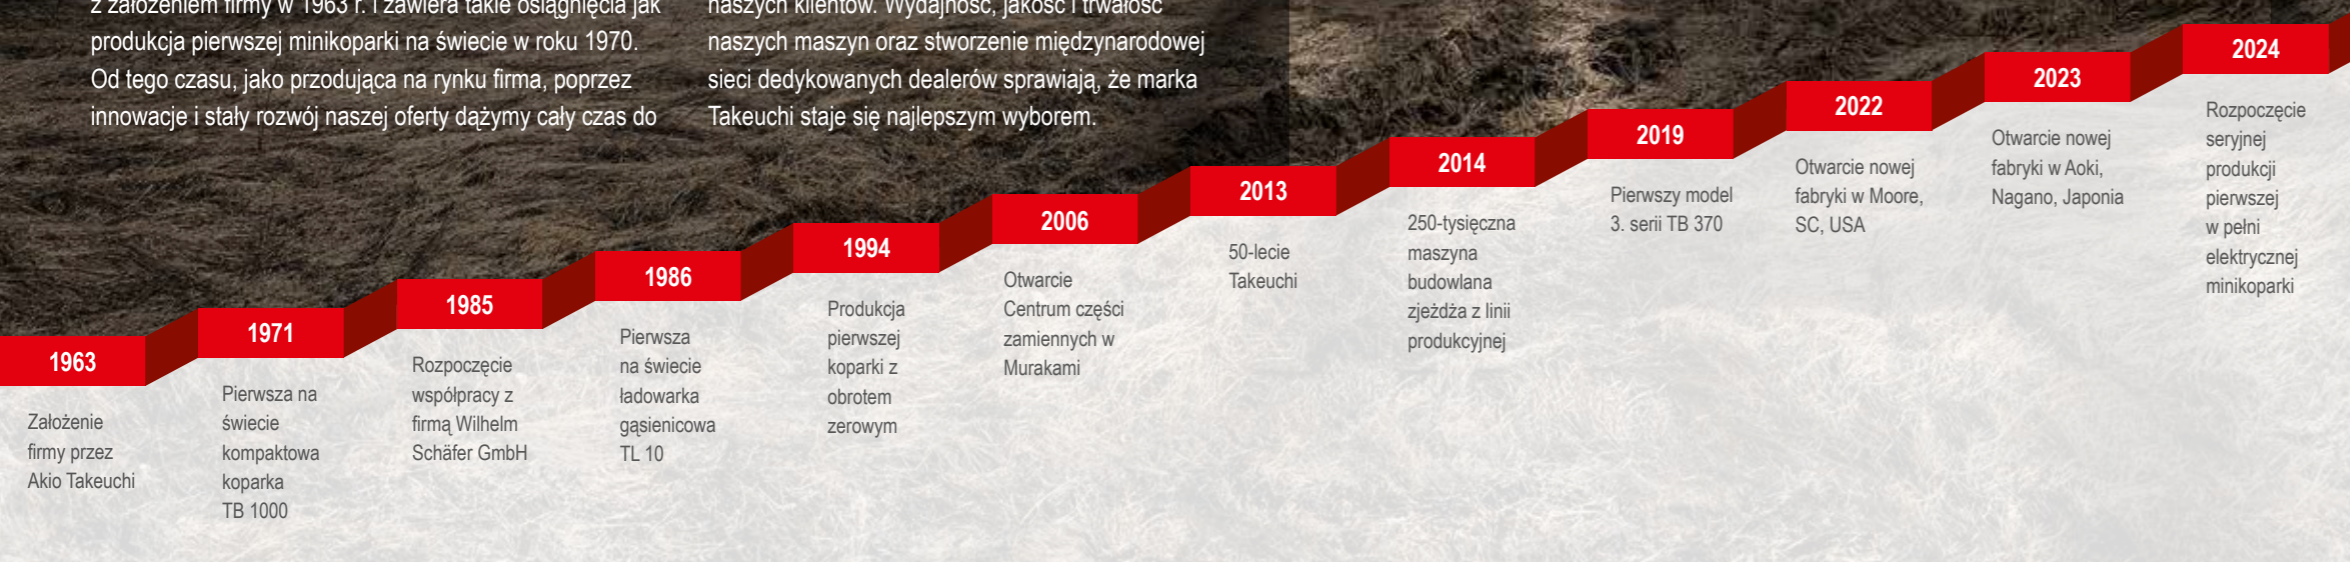 z założeniem firmy w 1963 r. i zawiera takie osiągnięcia jak
produkcja pierwszej minikoparki na świecie w roku 1970.
Od tego czasu, jako przodująca na rynku firma, poprzez
innowacje i stały rozwój naszej oferty dążymy cały czas do
naszych klientów. Wydajność, jakość i trwałość
naszych maszyn oraz stworzenie międzynarodowej
sieci dedykowanych dealerów sprawiają, że marka
Takeuchi staje się najlepszym wyborem.
1963
Założenie
firmy przez
Akio Takeuchi
1971
Pierwsza na
świecie
kompaktowa
koparka
TB 1000
1985
Rozpoczęcie
współpracy z
firmą Wilhelm
Schäfer GmbH
1986
Pierwsza
na świecie
ładowarka
gąsienicowa
TL 10
1994
Produkcja
pierwszej
koparki z
obrotem
zerowym
2006
Otwarcie
Centrum części
zamiennych w
Murakami
2013
50-lecie
Takeuchi
2014
250-tysięczna
maszyna
budowlana
zjeżdża z linii
produkcyjnej
2019
Pierwszy model
3. serii TB 370
2022
Otwarcie nowej
fabryki w Moore,
SC, USA
2023
Otwarcie nowej
fabryki w Aoki,
Nagano, Japonia
2024
Rozpoczęcie
seryjnej
produkcji
pierwszej
w pełni
elektrycznej
minikoparki